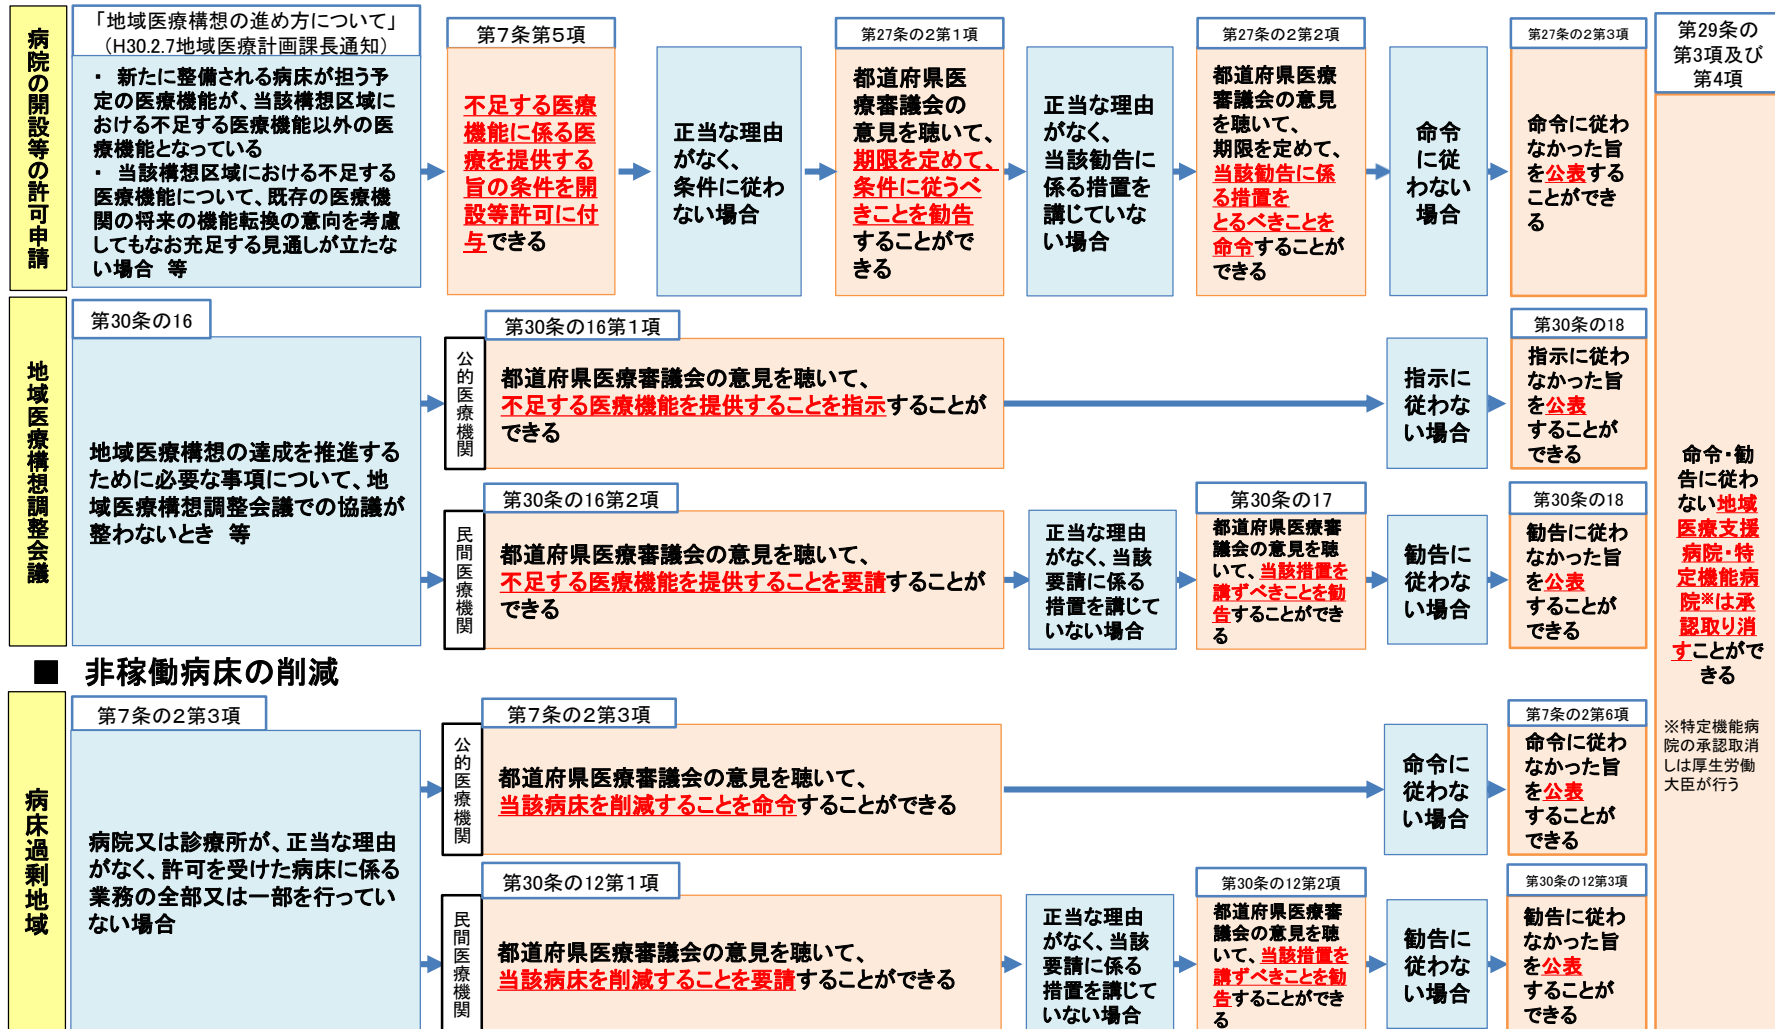 病院の開設等の許可申請
「地域医療構想の進め方について」
（H30.2.7地域医療計画課長通知）
・ 新たに整備される病床が担う予
定の医療機能が、当該構想区域に
おける不足する医療機能以外の医
療機能となっている
・ 当該構想区域における不足する
医療機能について、既存の医療機
関の将来の機能転換の意向を考慮
してもなお充足する見通しが立たな
い場合 等
第7条第5項
不足する医療
機能に係る医
療を提供する
旨の条件を開
設等許可に付
与できる
正当な理由
がなく、
条件に従わ
ない場合
第27条の2第1項
都道府県医
療審議会の
意見を聴いて、
期限を定めて、
条件に従うべ
きことを勧告
することがで
きる
正当な理由
がなく、
当該勧告に
係る措置を
講じていな
い場合
第27条の2第2項
都道府県医療
審議会の意見
を聴いて、
期限を定めて、
当該勧告に係
る措置を
とるべきことを
命令することが
できる
命令
に従
わない
場合
第27条の2第3項
命令に従わ
なかった旨
を公表する
ことができ
る
第29条の
第3項及び
第4項
命令・勧
告に従わ
ない地域
医療支援
病院・特
定機能病
院※は承
認取り消
すことがで
きる
※特定機能病
院の承認取消
しは厚生労働
大臣が行う
地域医療構想調整会議
第30条の16
地域医療構想の達成を推進する
ために必要な事項について、地
域医療構想調整会議での協議が
整わないとき 等
公的医療機関
第30条の16第1項
都道府県医療審議会の意見を聴いて、
不足する医療機能を提供することを指示することが
できる
指示に
従わな
い場合
第30条の18
指示に従わ
なかった旨
を公表
することが
できる
民間医療機関
第30条の16第2項
都道府県医療審議会の意見を聴いて、
不足する医療機能を提供することを要請することが
できる
正当な理由
がなく、当該
要請に係る
措置を講じて
いない場合
第30条の17
都道府県医療審
議会の意見を聴
いて、当該措置を
講ずべきことを勧
告することができ
る
勧告に
従わな
い場合
第30条の18
勧告に従わ
なかった旨
を公表
することが
できる
■ 非稼働病床の削減
病床過剰地域
第7条の2第3項
病院又は診療所が、正当な理由
がなく、許可を受けた病床に係る
業務の全部又は一部を行ってい
ない場合
公的医療機関
第7条の2第3項
都道府県医療審議会の意見を聴いて、
当該病床を削減することを命令することができる
命令に
従わな
い場合
第7条の2第6項
命令に従わ
なかった旨
を公表
することが
できる
民間医療機関
第30条の12第1項
都道府県医療審議会の意見を聴いて、
当該病床を削減することを要請することができる
正当な理由
がなく、当該
要請に係る
措置を講じて
いない場合
第30条の12第2項
都道府県医療審
議会の意見を聴
いて、当該措置を
講ずべきことを勧
告することができ
る
勧告に
従わな
い場合
第30条の12第3項
勧告に従わ
なかった旨
を公表
することが
できる